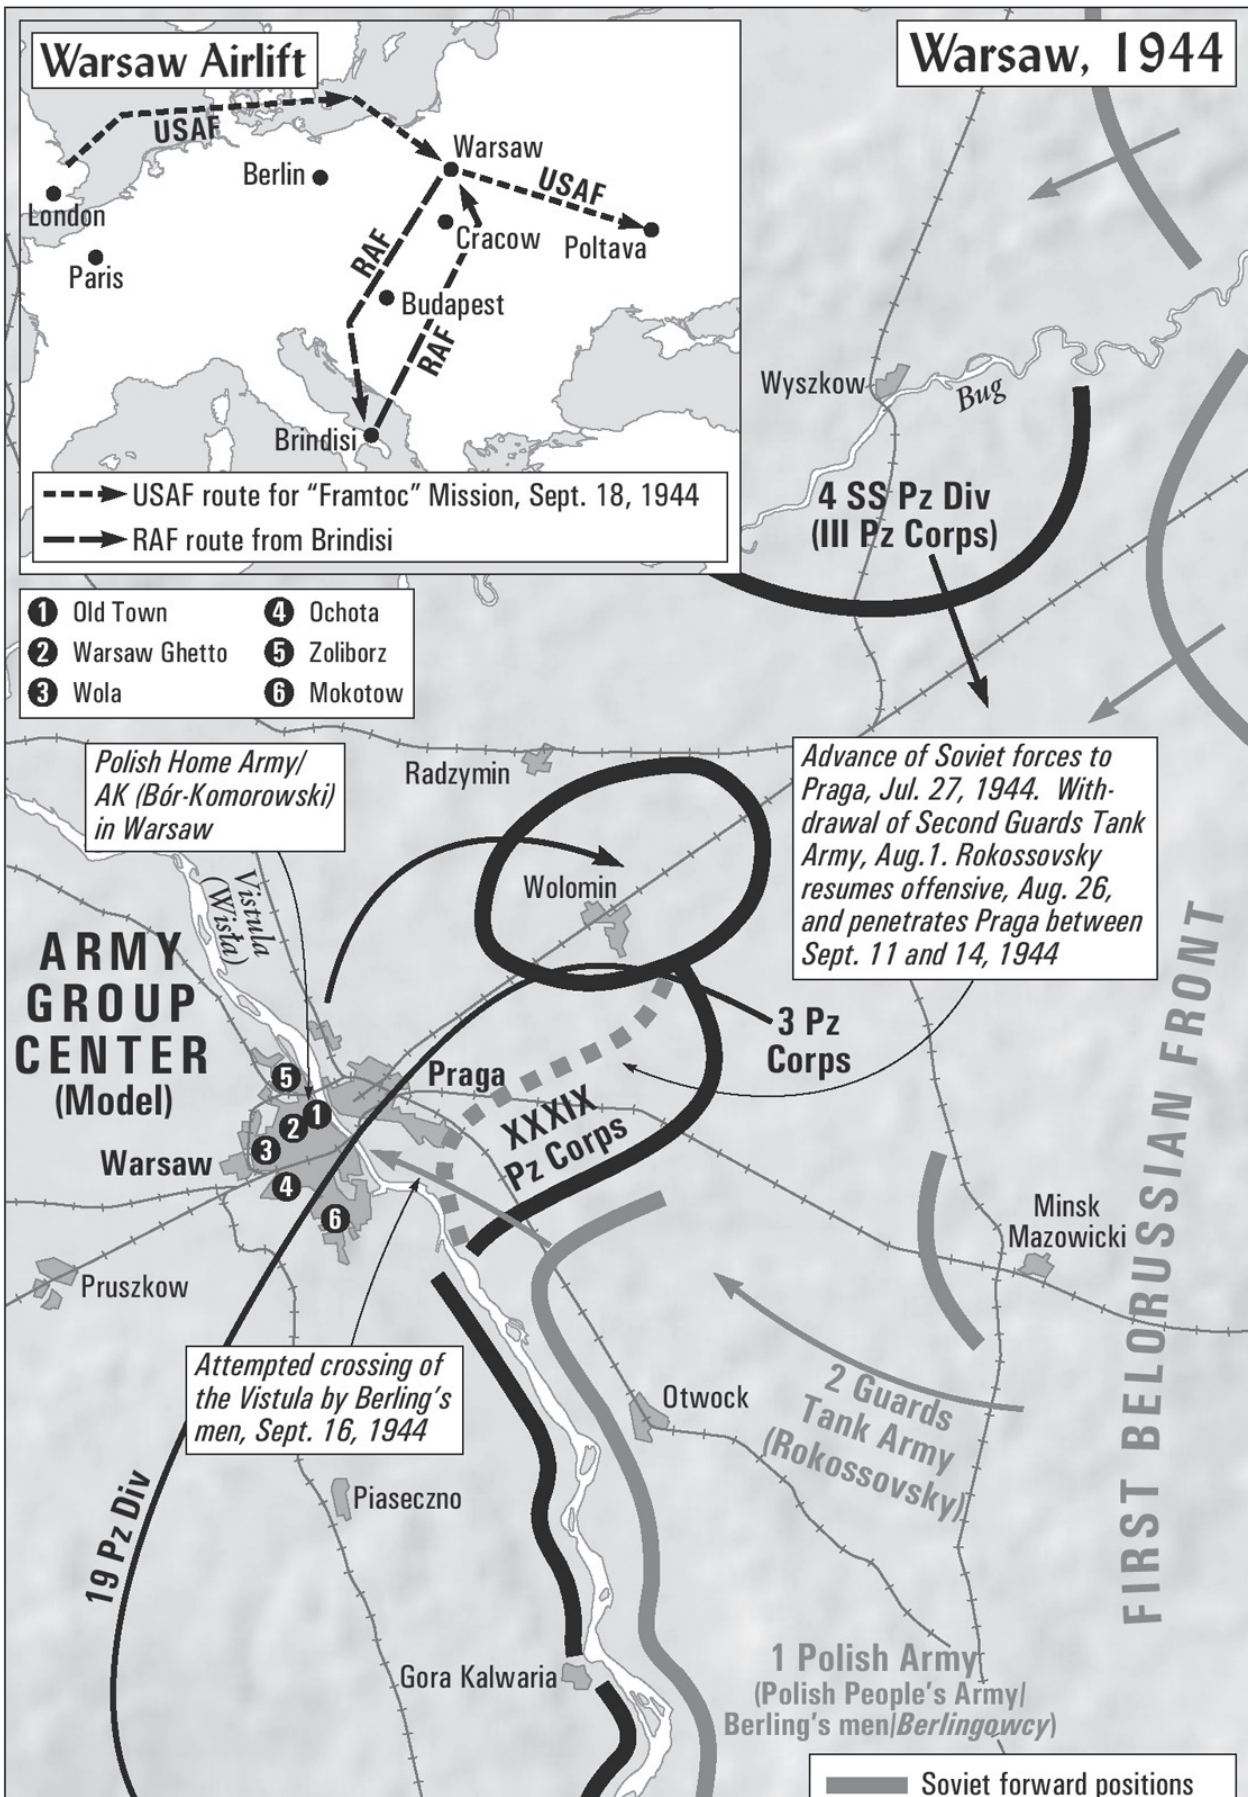 Warsaw Airlift
Warsaw, 1944
USAF
Warsaw
Berlin
USAF
London
Cracow
Poltava
RAF
Paris
Budapest
RAF
Brindisi
USAF route for “Framtoc” Mission, Sept. 18, 1944
RAF route from Brindisi
Wyszkow
Bug
4 SS Pz Div
(III Pz Corps)
1 Old Town
2 Warsaw Ghetto
3 Wola
4 Ochota
5 Zoliborz
6 Mokotow
Polish Home Army/
AK (Bór-Komorowski)
in Warsaw
Radzymin
Advance of Soviet forces to
Praga, Jul. 27, 1944. With-
drawal of Second Guards Tank
Army, Aug.1. Rokossovsky
resumes offensive, Aug. 26,
and penetrates Praga between
Sept. 11 and 14, 1944
Wolomin
Vistula
(Wisła)
ARMY
GROUP
CENTER
(Model)
3 Pz
Corps
Praga
XXXIX
Pz Corps
5
1
2
3
4
6
Warsaw
Minsk
Mazowicki
FIRST BELORUSSIAN FRONT
Pruszkow
Attempted crossing of
the Vistula by Berling's
men, Sept. 16, 1944
Otwock
2 Guards
Tank Army
(Rokossovsky)
Piaseczno
19 Pz Div
Gora Kalwaria
1 Polish Army
(Polish People's Army/
Berling's men/Berlingowcy)
Soviet forward positions